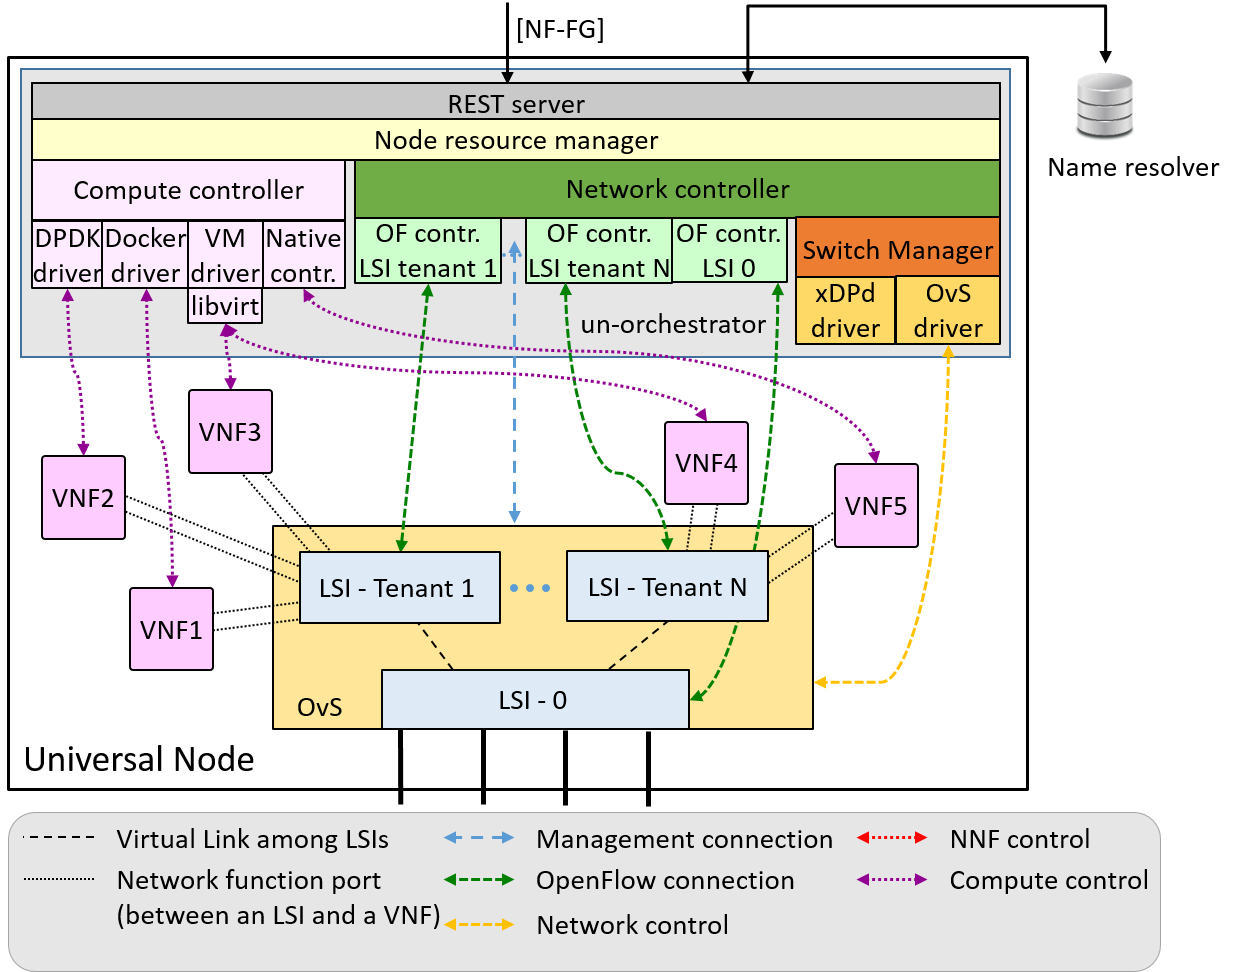 [NF-FG]
REST server
Node resource manager
Name resolver
Compute controller
Network controller
DPDK
driver
Docker
driver
VM
driver
Native
contr.
libvirt
OF contr.
LSI tenant 1
OF contr.
LSI tenant N
OF contr.
LSI 0
Switch Manager
xDPd
driver
OvS
driver
un-orchestrator
VNF3
VNF4
VNF2
VNF5
LSI - Tenant 1
LSI - Tenant N
VNF1
LSI - 0
OvS
Universal Node
Virtual Link among LSIs
Network function port
(between an LSI and a VNF)
Management connection
OpenFlow connection
Network control
NNF control
Compute control